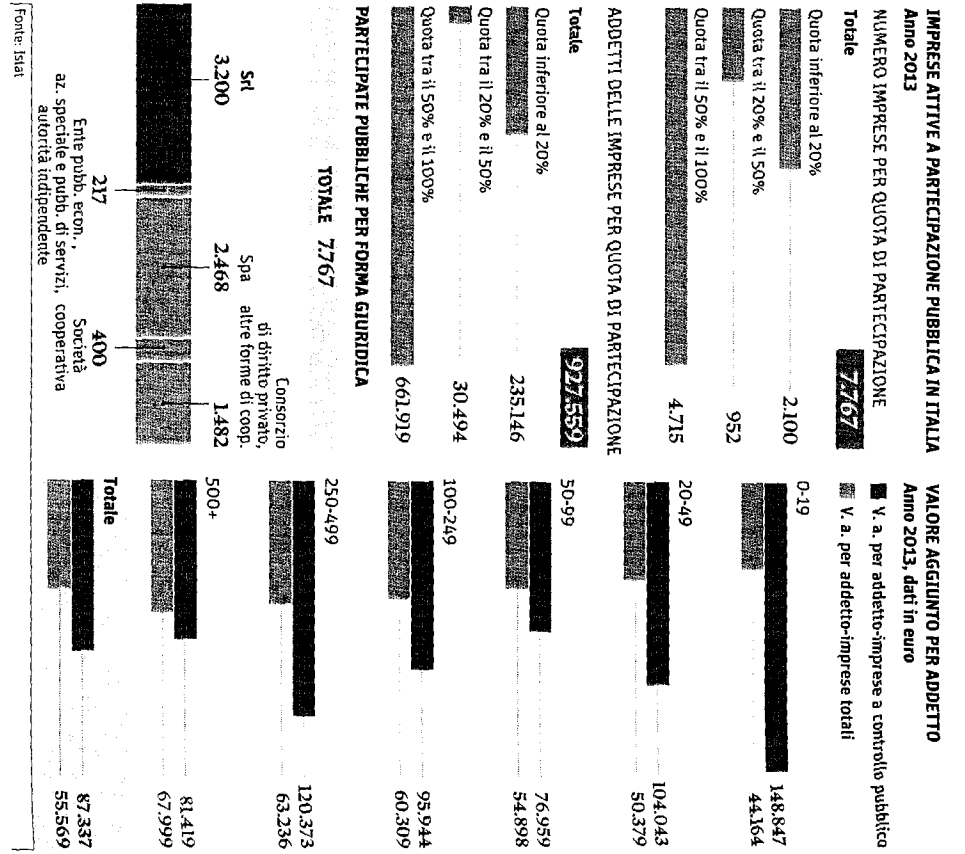 IMPRESE ATTIVE A PARTECIPAZIONE PUBBLICA IN ITALIA
Anno 2013
NUMERO IMPRESE PER QUOTA DI PARTECIPAZIONE
Totale 7.767
Quota inferiore al 20%
2.100
Quota tra il 20% e il 50%
952
Quota tra il 50% e il 100%
4.715
ADDETTI DELLE IMPRESE PER QUOTA DI PARTECIPAZIONE
Totale 927.559
Quota inferiore al 20%
235.146
Quota tra il 20% e il 50%
30.494
Quota tra il 50% e il 100%
661.919
PARTECIPATE PUBBLICHE PER FORMA GIURIDICA
TOTALE 7.767
Srl
3.200
Spa
2.468
Consorzio
di diritto privato,
altre forme di coop.
1.482
217
Ente pubb. econ.,
az. speciale e pubb. di servizi,
autorità indipendente
400
Società
cooperativa
Fonte: Istat
VALORE AGGIUNTO PER ADDETTO
Anno 2013, dati in euro
V. a. per addetto-imprese a controllo pubblico
V. a. per addetto-imprese totali
0-19
148.847
44.164
20-49
104.043
50.379
50-99
76.959
54.898
100-249
95.944
60.309
250-499
120.373
63.236
500+
81.419
67.999
Totale
87.337
55.569